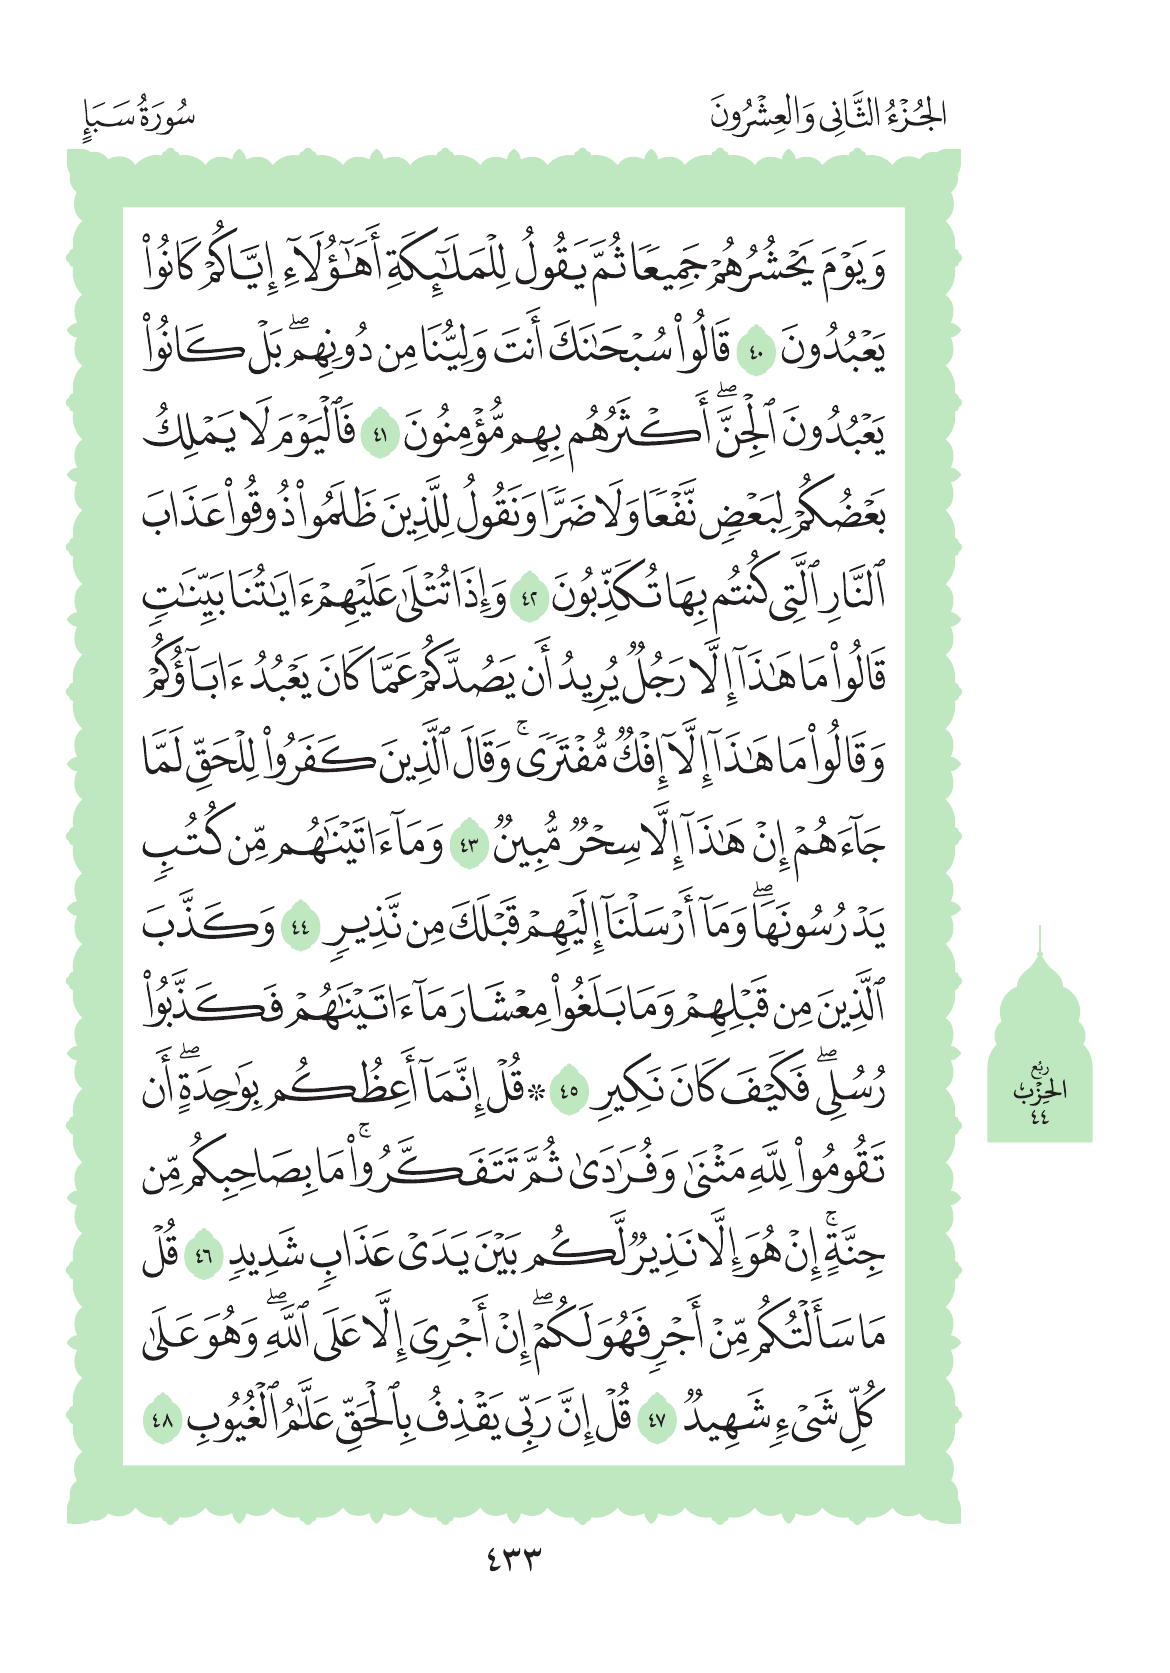 الجُزْءُ الثَّانِي وَالعِشْرُونَ
سُورَةُ سَبَإٍ
وَيَوْمَ يَحْشُرُهُمْ جَمِيعًا ثُمَّ يَقُولُ لِلْمَلَٰٓئِكَةِ أَهَٰٓؤُلَآءِ إِيَّاكُمْ كَانُوا۟
يَعْبُدُونَ ٤٠ قَالُوا۟ سُبْحَٰنَكَ أَنتَ وَلِيُّنَا مِن دُونِهِمۖ بَلْ كَانُوا۟
يَعْبُدُونَ ٱلْجِنَّۖ أَكْثَرُهُم بِهِم مُّؤْمِنُونَ ٤١ فَٱلْيَوْمَ لَا يَمْلِكُ
بَعْضُكُمْ لِبَعْضٍ نَّفْعًا وَلَا ضَرًّا وَنَقُولُ لِلَّذِينَ ظَلَمُوا۟ ذُوقُوا۟ عَذَابَ
ٱلنَّارِ ٱلَّتِى كُنتُم بِهَا تُكَذِّبُونَ ٤٢ وَإِذَا تُتْلَىٰ عَلَيْهِمْ ءَايَٰتُنَا بَيِّنَٰتٍ
قَالُوا۟ مَا هَٰذَآ إِلَّا رَجُلٌ يُرِيدُ أَن يَصُدَّكُمْ عَمَّا كَانَ يَعْبُدُ ءَابَآؤُكُمْ
وَقَالُوا۟ مَا هَٰذَآ إِلَّآ إِفْكٌ مُّفْتَرًىۚ وَقَالَ ٱلَّذِينَ كَفَرُوا۟ لِلْحَقِّ لَمَّا
جَآءَهُمْ إِنْ هَٰذَآ إِلَّا سِحْرٌ مُّبِينٌ ٤٣ وَمَآ ءَاتَيْنَٰهُم مِّن كُتُبٍ
يَدْرُسُونَهَاۖ وَمَآ أَرْسَلْنَآ إِلَيْهِمْ قَبْلَكَ مِن نَّذِيرٍ ٤٤ وَكَذَّبَ
ٱلَّذِينَ مِن قَبْلِهِمْ وَمَا بَلَغُوا۟ مِعْشَارَ مَآ ءَاتَيْنَٰهُمْ فَكَذَّبُوا۟
رُسُلِىۖ فَكَيْفَ كَانَ نَكِيرِ ٤٥ ۞ قُلْ إِنَّمَآ أَعِظُكُم بِوَٰحِدَةٍۖ أَن
تَقُومُوا۟ لِلَّهِ مَثْنَىٰ وَفُرَٰدَىٰ ثُمَّ تَتَفَكَّرُوا۟ۚ مَا بِصَاحِبِكُم مِّن
جِنَّةٍۚ إِنْ هُوَ إِلَّا نَذِيرٌ لَّكُم بَيْنَ يَدَىْ عَذَابٍ شَدِيدٍ ٤٦ قُلْ
مَا سَأَلْتُكُم مِّنْ أَجْرٍ فَهُوَ لَكُمْۖ إِنْ أَجْرِىَ إِلَّا عَلَى ٱللَّهِۖ وَهُوَ عَلَىٰ
كُلِّ شَىْءٍ شَهِيدٌ ٤٧ قُلْ إِنَّ رَبِّى يَقْذِفُ بِٱلْحَقِّ عَلَّٰمُ ٱلْغُيُوبِ ٤٨
رُبْع
الحِزْب
٤٤
٤٣٣